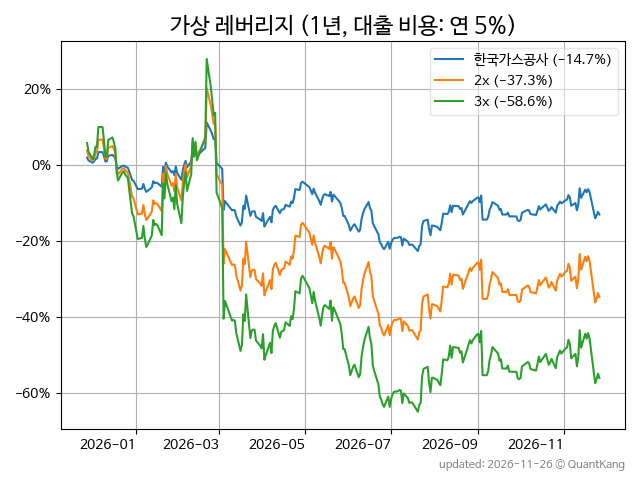 가상 레버리지 (1년, 대출 비용: 연 5%)
한국가스공사 (−14.7%)
2x (−37.3%)
3x (−58.6%)
20%
0%
−20%
−40%
−60%
2026-01 2026-03 2026-05 2026-07 2026-09 2026-11
updated: 2026-11-26 © QuantKang